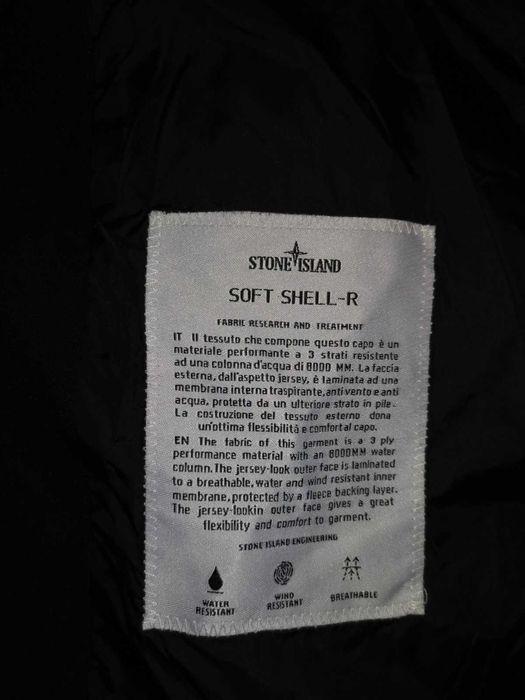 STONE ISLAND
SOFT SHELL-R
FABRIC RESEARCH AND TREATMENT
IT Il tessuto che compone questo capo è un
materiale performante a 3 strati resistente
ad una colonna d'acqua di 8000 MM. La faccia
esterna, dall'aspetto jersey, è laminata ad una
membrana interna traspirante, antivento e anti
acqua, protetta da un ulteriore strato in pile.
La costruzione del tessuto esterno dona
un'ottima flessibilità e comfort al capo.
EN The fabric of this garment is a 3 ply
performance material with an 8000MM water
column. The jersey-look outer face is laminated
to a breathable, water and wind resistant inner
membrane, protected by a fleece backing layer.
The jersey-lookin outer face gives a great
flexibility and comfort to garment.
STONE ISLAND ENGINEERING
WATER
RESISTANT
WIND
RESISTANT
BREATHABLE